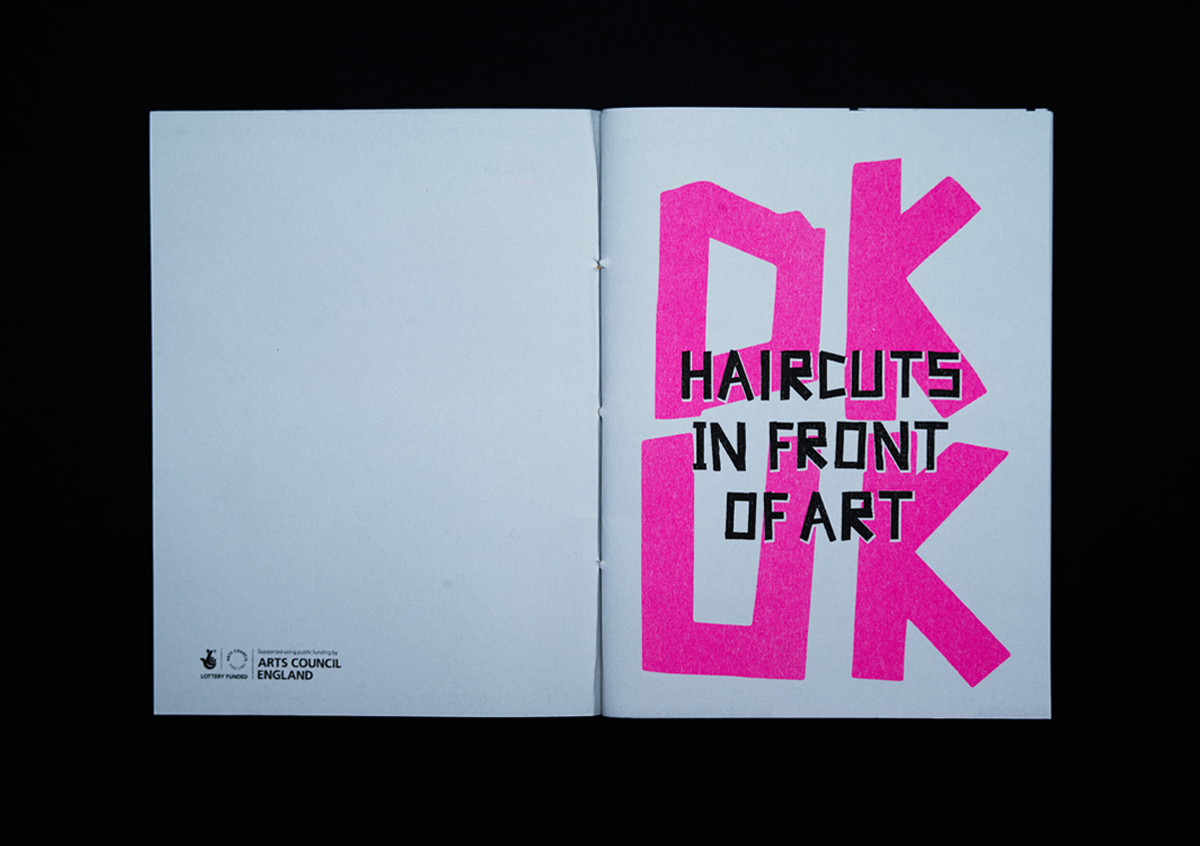 DK
UK
HAIRCUTS
IN FRONT
OF ART
LOTTERY FUNDED
Supported using public funding by
ARTS COUNCIL
ENGLAND